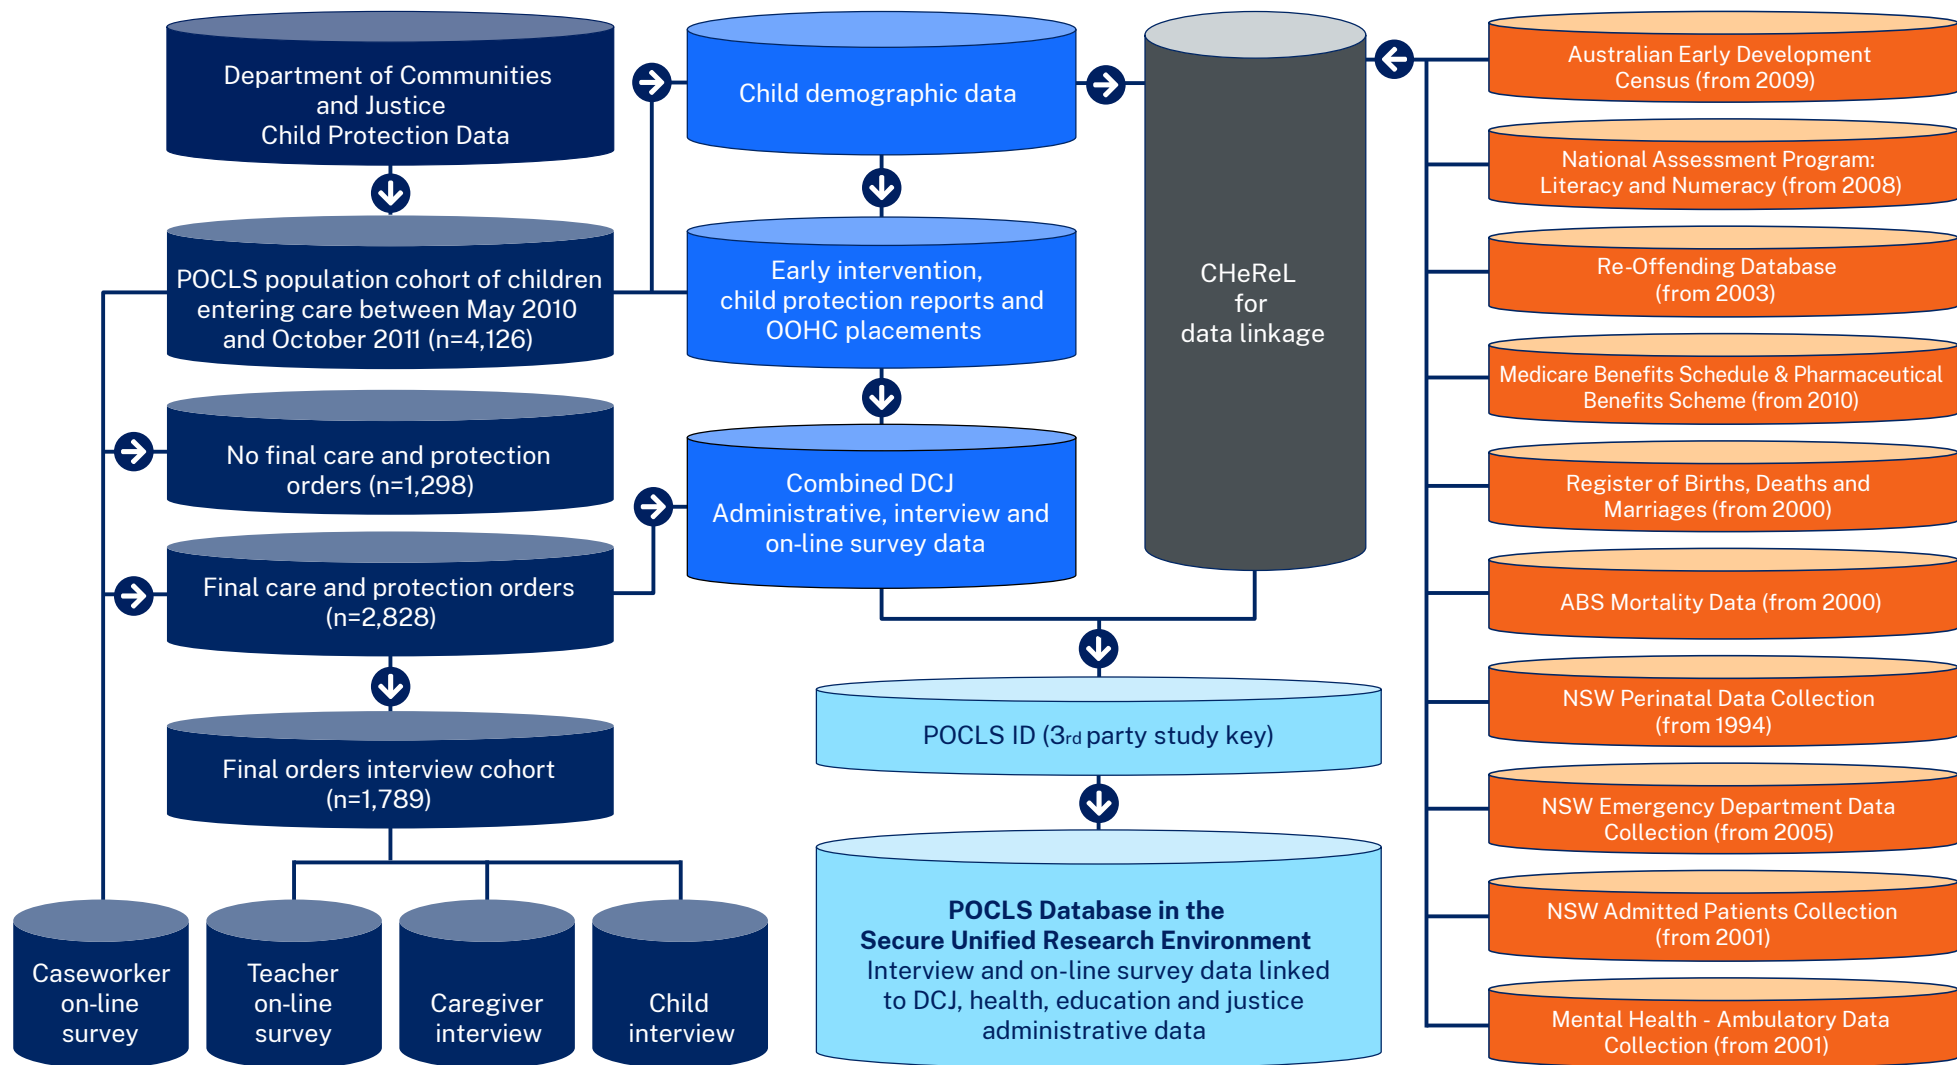 Department of Communities
and Justice
Child Protection Data
POCLS population cohort of children
entering care between May 2010
and October 2011 (n=4,126)
No final care and protection
orders (n=1,298)
Final care and protection orders
(n=2,828)
Final orders interview cohort
(n=1,789)
Caseworker
on-line
survey
Teacher
on-line
survey
Caregiver
interview
Child
interview
Child demographic data
Early intervention,
child protection reports and
OOHC placements
Combined DCJ
Administrative, interview and
on-line survey data
CHeReL
for
data linkage
POCLS ID (3rd party study key)
POCLS Database in the
Secure Unified Research Environment
Interview and on-line survey data linked
to DCJ, health, education and justice
administrative data
Australian Early Development
Census (from 2009)
National Assessment Program:
Literacy and Numeracy (from 2008)
Re-Offending Database
(from 2003)
Medicare Benefits Schedule & Pharmaceutical
Benefits Scheme (from 2010)
Register of Births, Deaths and
Marriages (from 2000)
ABS Mortality Data (from 2000)
NSW Perinatal Data Collection
(from 1994)
NSW Emergency Department Data
Collection (from 2005)
NSW Admitted Patients Collection
(from 2001)
Mental Health - Ambulatory Data
Collection (from 2001)